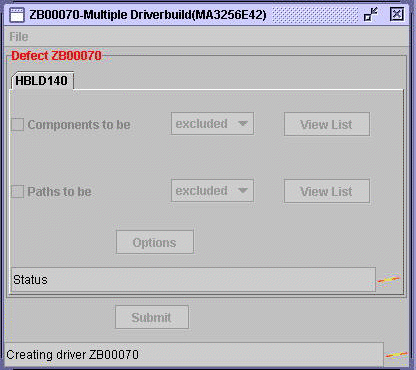 ZB00070-Multiple Driverbuild(MA3256E42)
File
Defect ZB00070
HBLD140
Components to be excluded View List
Paths to be excluded View List
Options
Status
Submit
Creating driver ZB00070